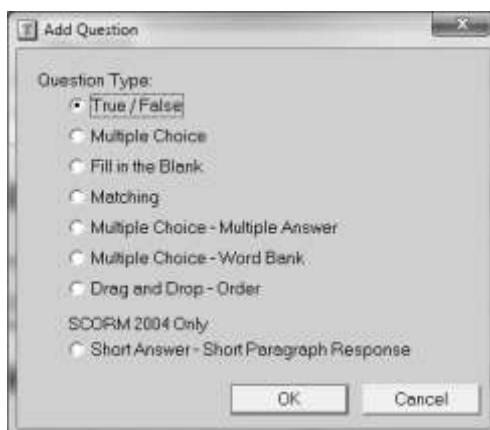 Add Question
Question Type:
True / False
Multiple Choice
Fill in the Blank
Matching
Multiple Choice - Multiple Answer
Multiple Choice - Word Bank
Drag and Drop - Order
SCORM 2004 Only
Short Answer - Short Paragraph Response
OK Cancel